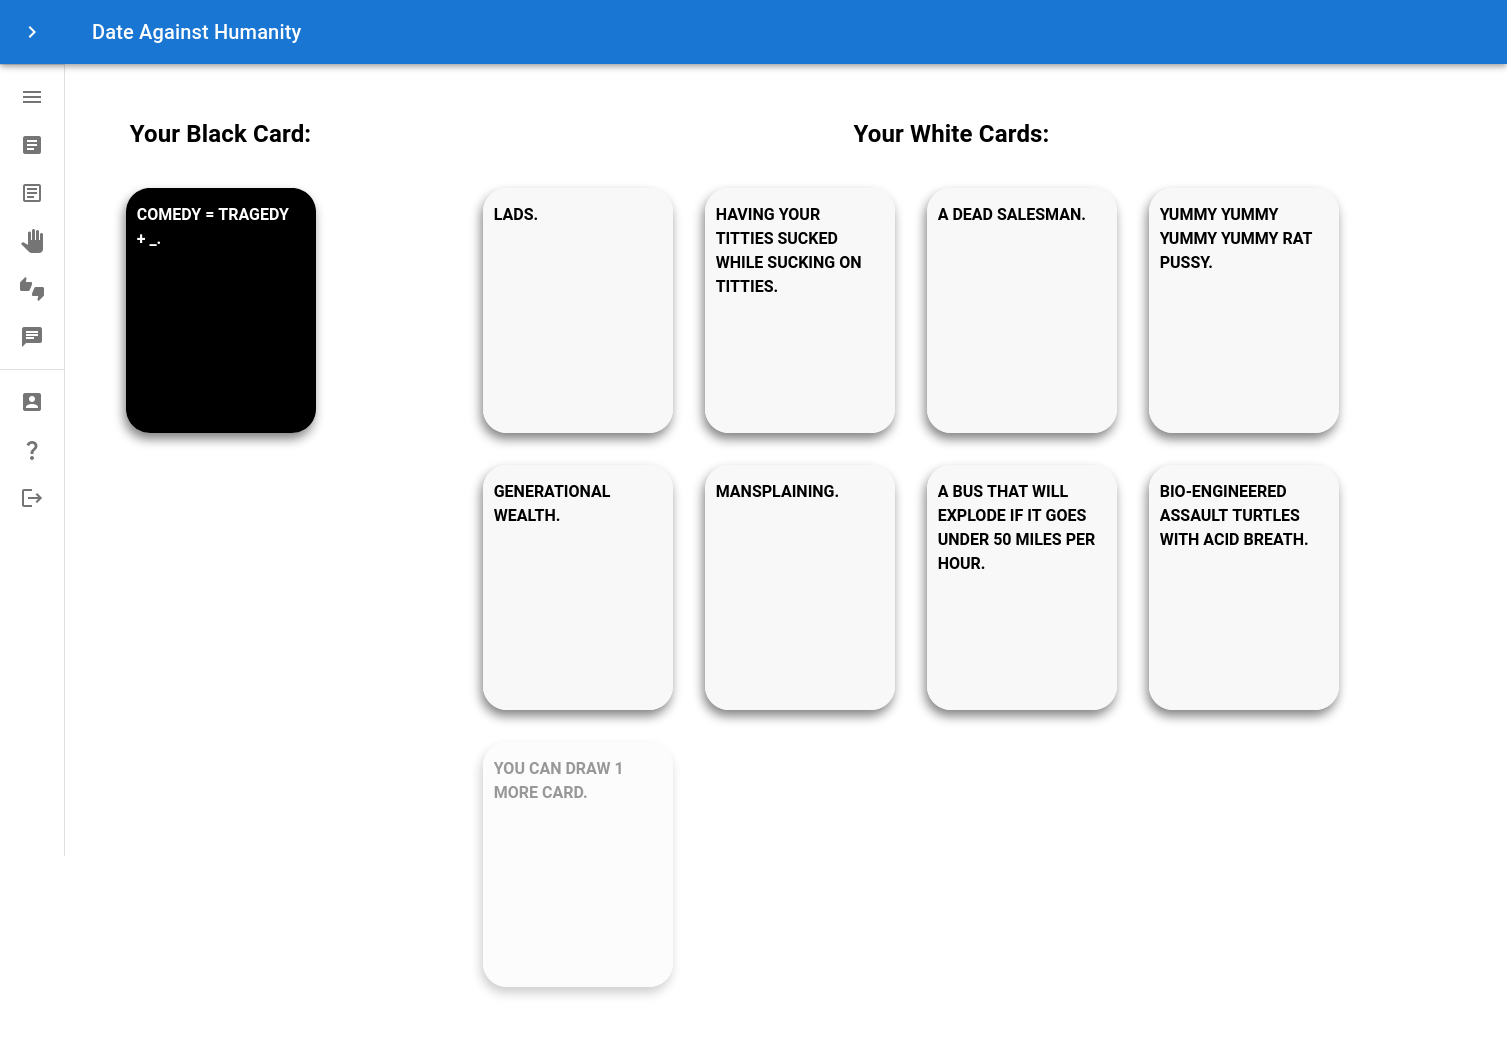 Date Against Humanity
Your Black Card:
Your White Cards:
COMEDY = TRAGEDY
+ _.
LADS.
HAVING YOUR
TITTIES SUCKED
WHILE SUCKING ON
TITTIES.
A DEAD SALESMAN.
YUMMY YUMMY
YUMMY YUMMY RAT
PUSSY.
GENERATIONAL
WEALTH.
MANSPLAINING.
A BUS THAT WILL
EXPLODE IF IT GOES
UNDER 50 MILES PER
HOUR.
BIO-ENGINEERED
ASSAULT TURTLES
WITH ACID BREATH.
YOU CAN DRAW 1
MORE CARD.